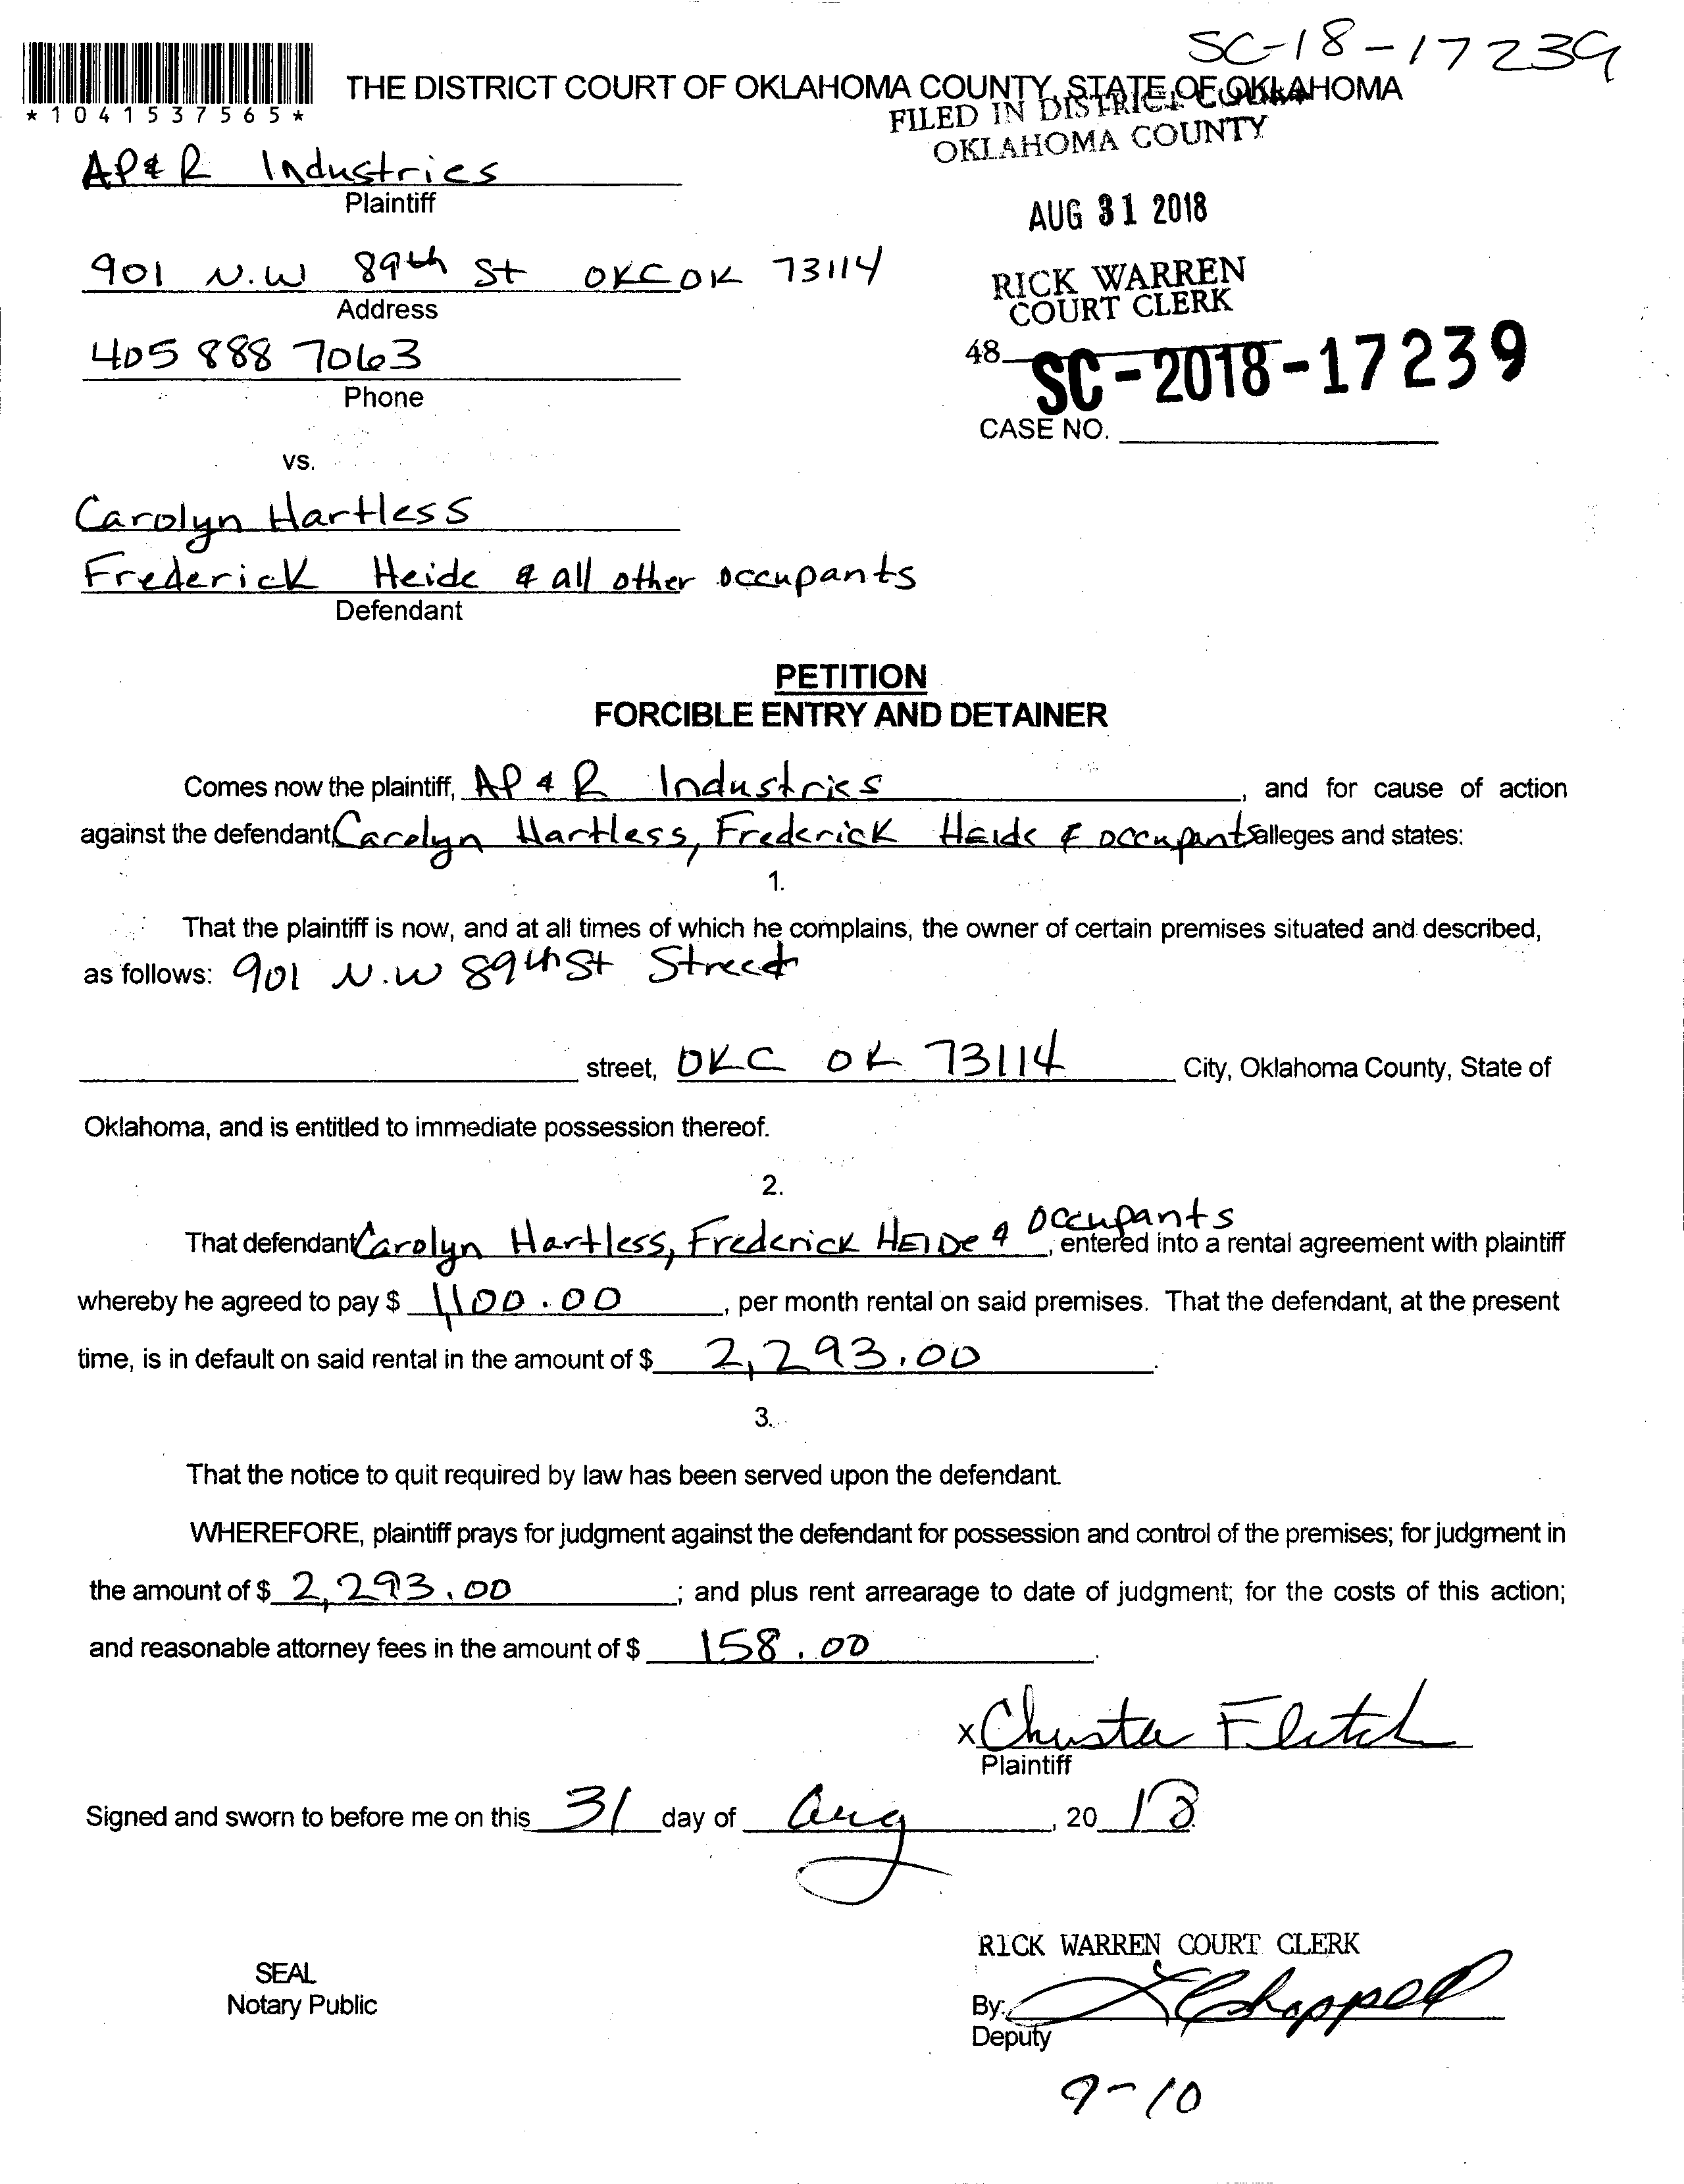 SC-18-17239
*1041537565*
THE DISTRICT COURT OF OKLAHOMA COUNTY, STATE OF OKLAHOMA
FILED IN DISTRICT COURT
OKLAHOMA COUNTY
AP & R Industries
Plaintiff
AUG 31 2018
901 N.W 89th St OKC OK 73114
Address
RICK WARREN
COURT CLERK
405 888 7063
Phone
48
SC-2018-17239
CASE NO.
vs.
Carolyn Hartless
Frederick Heide & all other occupants
Defendant
PETITION
FORCIBLE ENTRY AND DETAINER
Comes now the plaintiff, AP & R Industries, and for cause of action
against the defendant, Carolyn Hartless, Frederick Heide & occupants alleges and states:
1.
That the plaintiff is now, and at all times of which he complains, the owner of certain premises situated and described,
as follows: 901 N.W 89th St Street
street, OKC OK 73114 City, Oklahoma County, State of
Oklahoma, and is entitled to immediate possession thereof.
2.
That defendant Carolyn Hartless, Frederick HEIDE & occupants, entered into a rental agreement with plaintiff
whereby he agreed to pay $ 1100.00, per month rental on said premises. That the defendant, at the present
time, is in default on said rental in the amount of $ 2,293.00.
3.
That the notice to quit required by law has been served upon the defendant.
WHEREFORE, plaintiff prays for judgment against the defendant for possession and control of the premises; for judgment in
the amount of $ 2,293.00; and plus rent arrearage to date of judgment; for the costs of this action;
and reasonable attorney fees in the amount of $ 158.00.
x
Plaintiff
Signed and sworn to before me on this 31 day of Aug, 20 18.
RICK WARREN COURT CLERK
SEAL
Notary Public
By: Chappell
Deputy
9-10